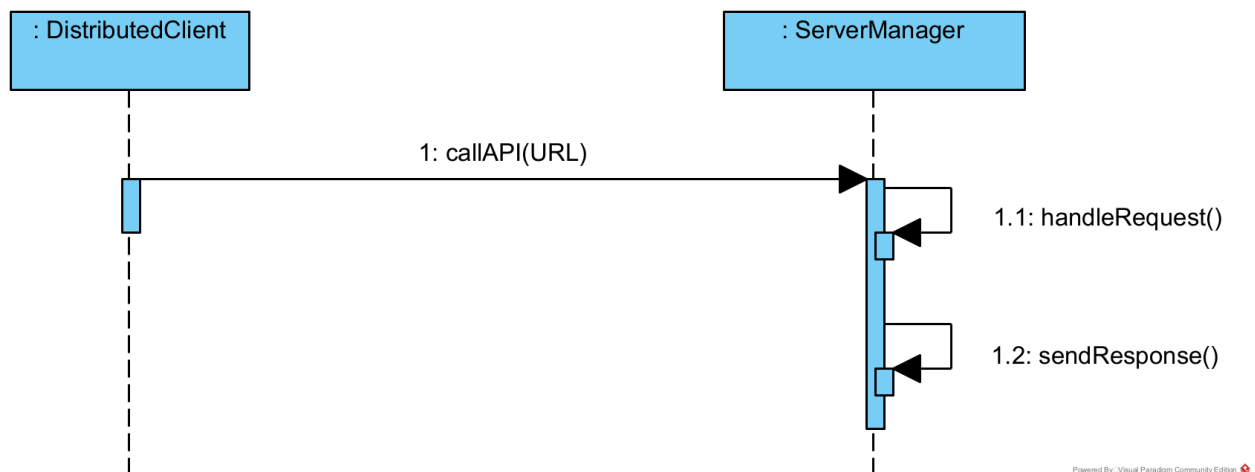 : DistributedClient
: ServerManager
1: callAPI(URL)
1.1: handleRequest()
1.2: sendResponse()
Powered By: Visual Paradigm Community Edition